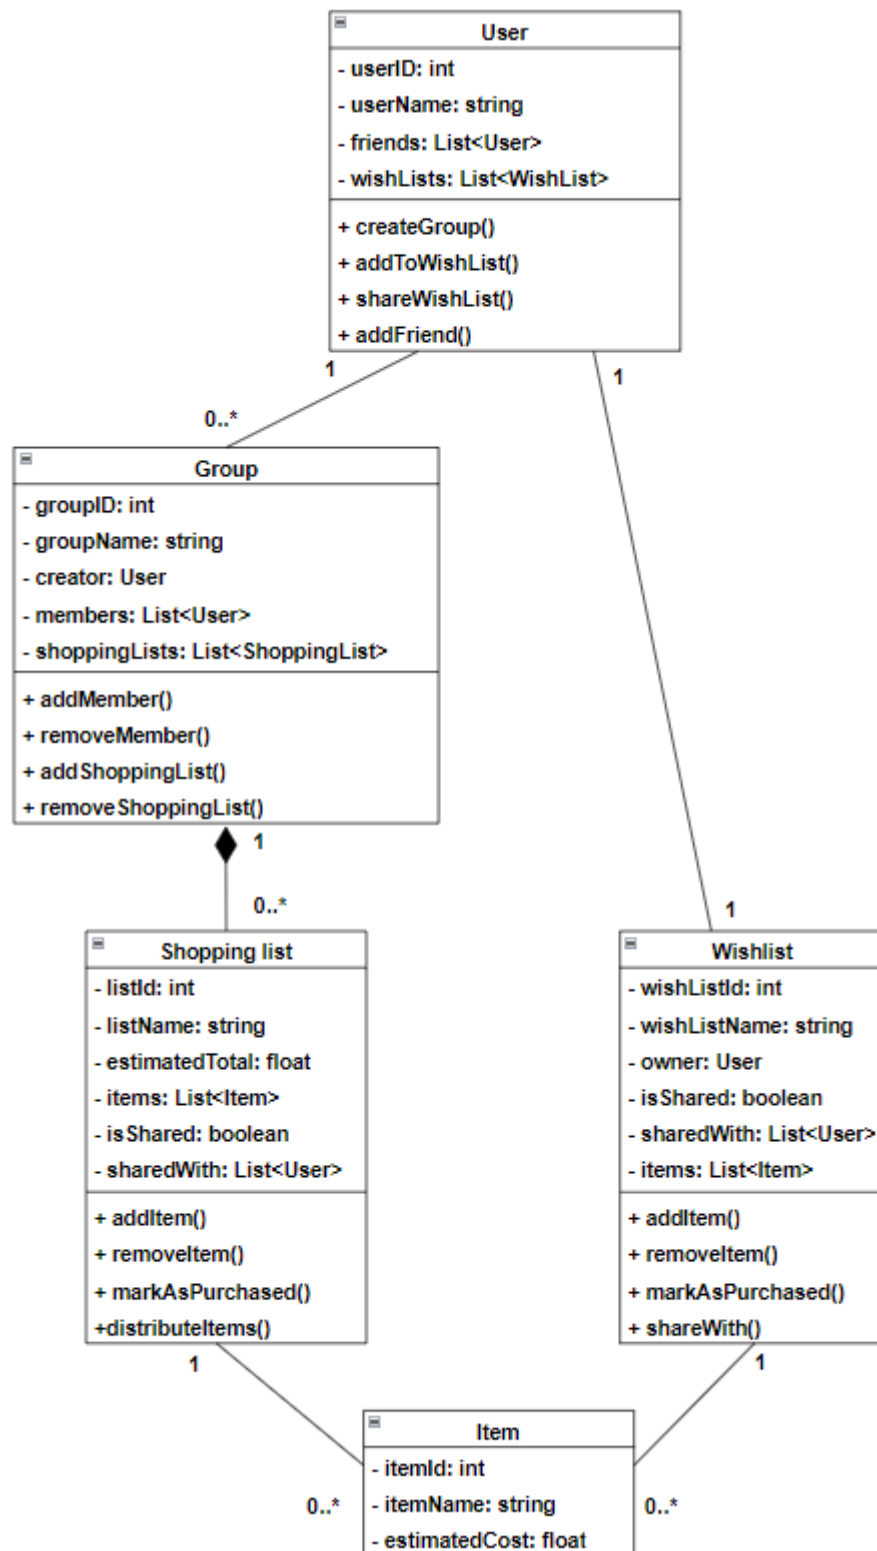 User
- userID: int
- userName: string
- friends: List<User>
- wishLists: List<WishList>
+ createGroup()
+ addToWishList()
+ shareWishList()
+ addFriend()
1
1
0..*
Group
- groupID: int
- groupName: string
- creator: User
- members: List<User>
- shoppingLists: List<ShoppingList>
+ addMember()
+ removeMember()
+ addShoppingList()
+ removeShoppingList()
1
0..*
1
Shopping list
- listId: int
- listName: string
- estimatedTotal: float
- items: List<Item>
- isShared: boolean
- sharedWith: List<User>
+ addItem()
+ removeItem()
+ markAsPurchased()
+distributeItems()
1
Wishlist
- wishListId: int
- wishListName: string
- owner: User
- isShared: boolean
- sharedWith: List<User>
- items: List<Item>
+ addItem()
+ removeItem()
+ markAsPurchased()
+ shareWith()
1
Item
- itemId: int
- itemName: string
- estimatedCost: float
0..*
0..*